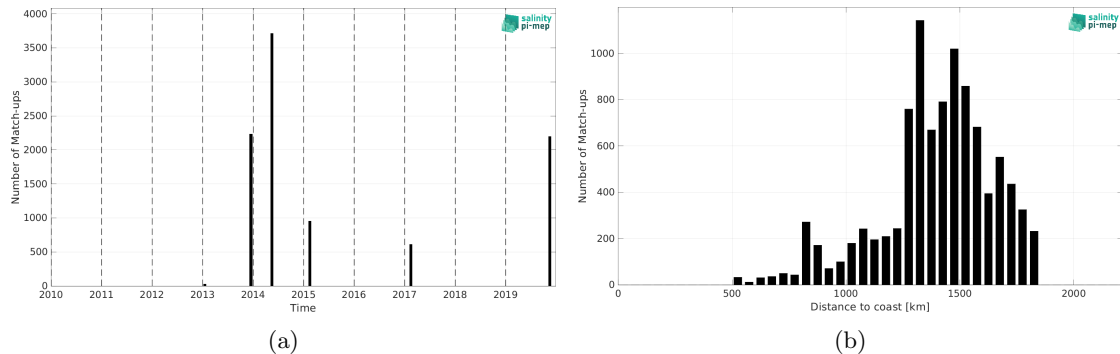 salinity
pi-mep
Number of Match-ups
4000
3500
3000
2500
2000
1500
1000
500
0
2010 2011 2012 2013 2014 2015 2016 2017 2018 2019
Time
(a)
salinity
pi-mep
Number of Match-ups
1000
800
600
400
200
0
0 500 1000 1500 2000
Distance to coast [km]
(b)